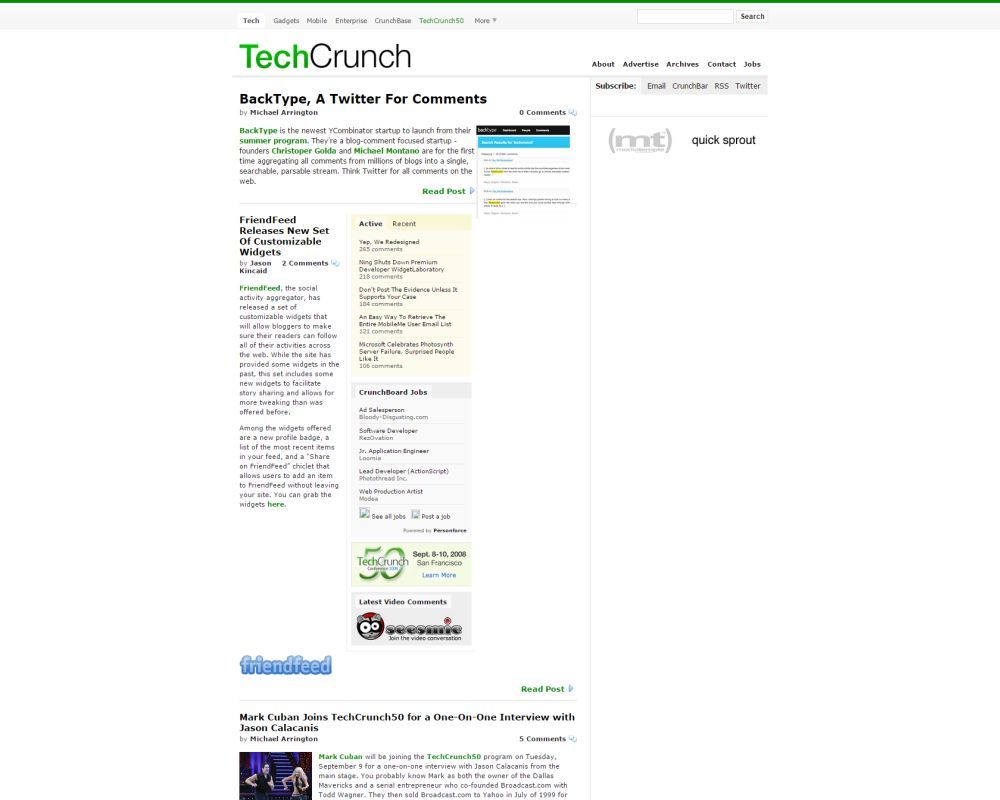 Tech Gadgets Mobile Enterprise CrunchBase TechCrunch50 More
Search
TechCrunch
About Advertise Archives Contact Jobs
Subscribe: Email CrunchBar RSS Twitter
(mt) mediatemple
quick sprout
BackType, A Twitter For Comments
by Michael Arrington
0 Comments
BackType is the newest YCombinator startup to launch from their
summer program. They're a blog-comment focused startup -
founders Christoper Golda and Michael Montano are for the first
time aggregating all comments from millions of blogs into a single,
searchable, parsable stream. Think Twitter for all comments on the
web.
Read Post
backtype
FriendFeed
Releases New Set
Of Customizable
Widgets
by Jason
Kincaid
2 Comments
FriendFeed, the social
activity aggregator, has
released a set of
customizable widgets that
will allow bloggers to make
sure their readers can follow
all of their activities across
the web. While the site has
provided some widgets in the
past, this set includes some
new widgets to facilitate
story sharing and allows for
more tweaking than was
offered before.
Among the widgets offered
are a new profile badge, a
list of the most recent items
in your feed, and a "Share
on FriendFeed" chiclet that
allows users to add an item
to FriendFeed without leaving
your site. You can grab the
widgets here.
Active Recent
Yep, We Redesigned
265 comments
Ning Shuts Down Premium
Developer WidgetLaboratory
218 comments
Don't Post The Evidence Unless It
Supports Your Case
184 comments
An Easy Way To Retrieve The
Entire MobileMe User Email List
121 comments
Microsoft Celebrates Photosynth
Server Failure, Surprised People
Like It
106 comments
CrunchBoard Jobs
Ad Salesperson
Bloody-Disgusting.com
Software Developer
RezOvation
Jr. Application Engineer
Loomia
Lead Developer (ActionScript)
Photothread Inc.
Web Production Artist
Modea
See all jobs Post a job
Powered by Personforce
50
TechCrunch
Conference 2008
Sept. 8-10, 2008
San Francisco
Learn More
Latest Video Comments
seesmic
Join the video conversation
friendfeed
Read Post
Mark Cuban Joins TechCrunch50 for a One-On-One Interview with
Jason Calacanis
by Michael Arrington
5 Comments
Mark Cuban will be joining the TechCrunch50 program on Tuesday,
September 9 for a one-on-one interview with Jason Calacanis from the
main stage. You probably know Mark as both the owner of the Dallas
Mavericks and a serial entrepreneur who co-founded Broadcast.com with
Todd Wagner. They then sold Broadcast.com to Yahoo in July of 1999 for